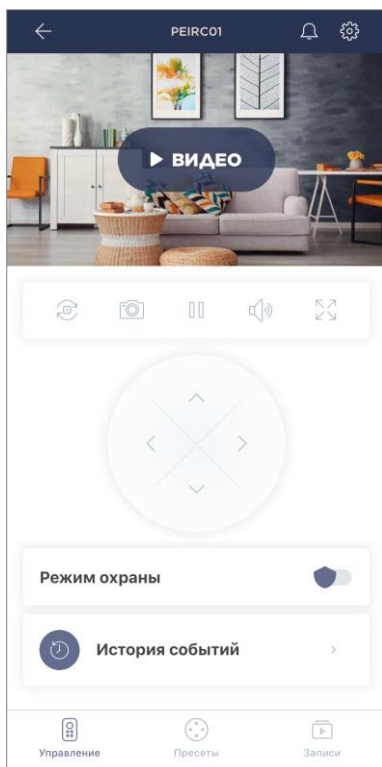 PEIRC01
ВИДЕО
Режим охраны
История событий
Управление
Пресеты
Записи